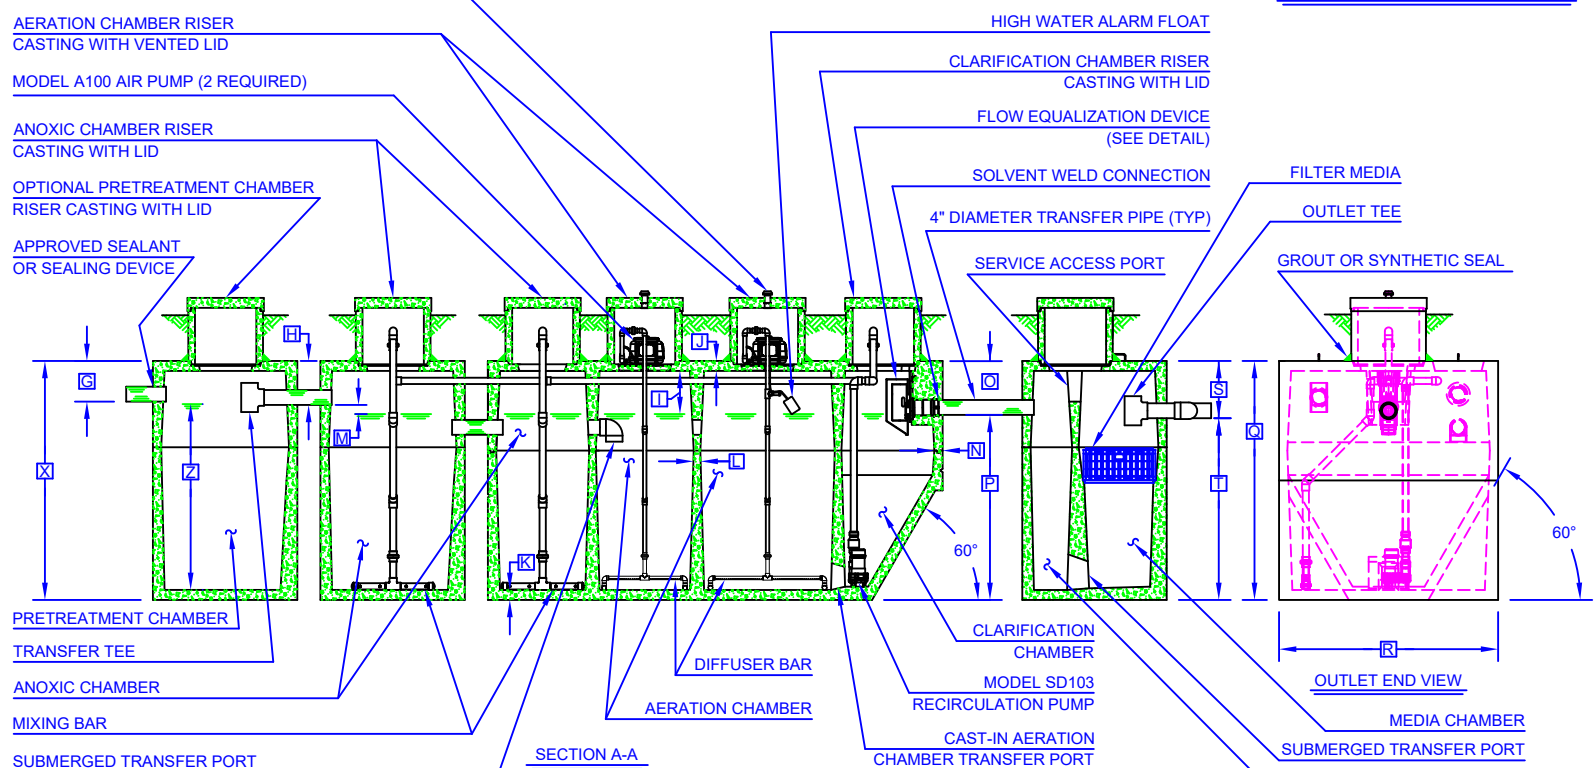 AERATION CHAMBER RISER
CASTING WITH VENTED LID
MODEL A100 AIR PUMP (2 REQUIRED)
ANOXIC CHAMBER RISER
CASTING WITH LID
OPTIONAL PRETREATMENT CHAMBER
RISER CASTING WITH LID
APPROVED SEALANT
OR SEALING DEVICE
HIGH WATER ALARM FLOAT
CLARIFICATION CHAMBER RISER
CASTING WITH LID
FLOW EQUALIZATION DEVICE
(SEE DETAIL)
SOLVENT WELD CONNECTION
4" DIAMETER TRANSFER PIPE (TYP)
SERVICE ACCESS PORT
FILTER MEDIA
OUTLET TEE
GROUT OR SYNTHETIC SEAL
H
J
G
I
O
S
M
Q
X
Z
L
N
P
T
K
60°
60°
R
PRETREATMENT CHAMBER
TRANSFER TEE
ANOXIC CHAMBER
MIXING BAR
SUBMERGED TRANSFER PORT
DIFFUSER BAR
AERATION CHAMBER
SECTION A-A
CLARIFICATION
CHAMBER
MODEL SD103
RECIRCULATION PUMP
CAST-IN AERATION
CHAMBER TRANSFER PORT
OUTLET END VIEW
MEDIA CHAMBER
SUBMERGED TRANSFER PORT